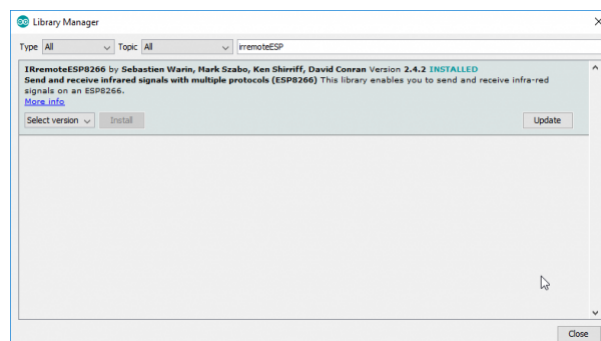 Library Manager
Type All Topic All irremoteESP
IRremoteESP8266 by Sebastien Warin, Mark Szabo, Ken Shirriff, David Conran Version 2.4.2 INSTALLED
Send and receive infrared signals with multiple protocols (ESP8266) This library enables you to send and receive infra-red
signals on an ESP8266.
More info
Select version Install Update
Close